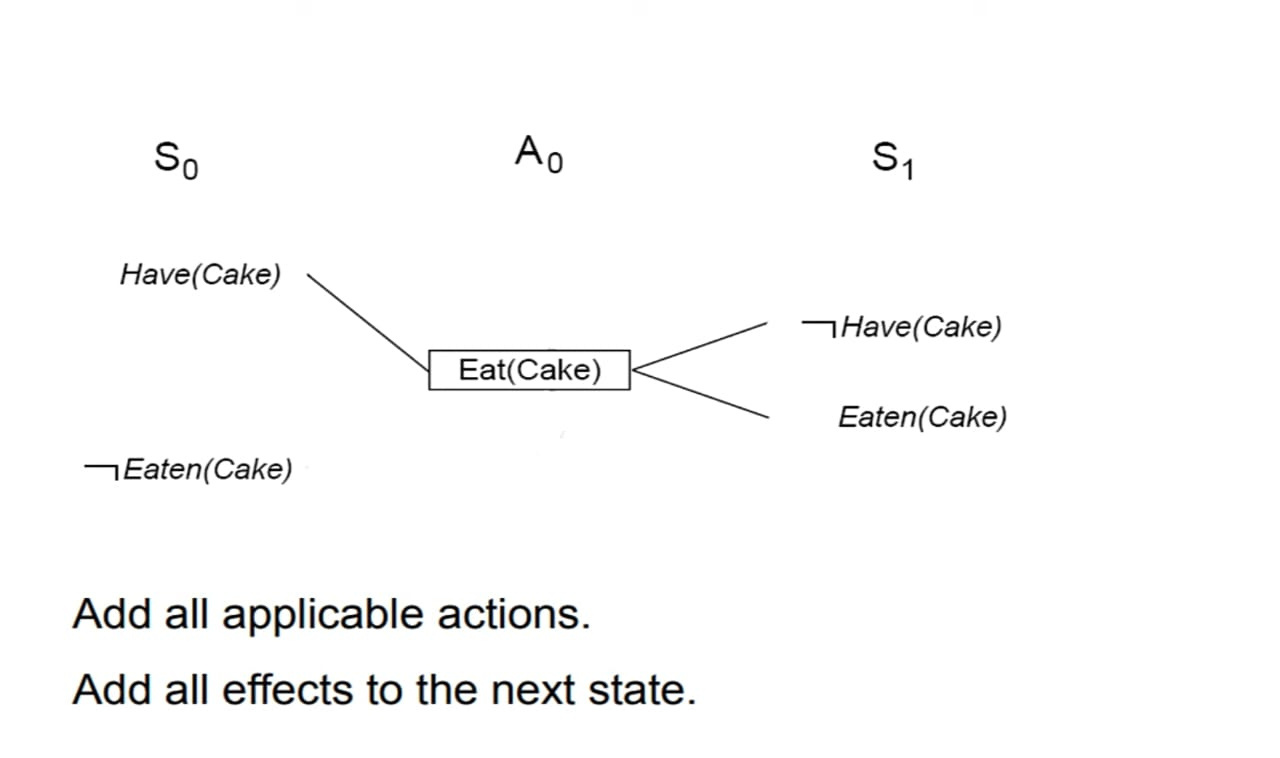 S₀ A₀ S₁
Have(Cake)
¬Have(Cake)
Eat(Cake)
Eaten(Cake)
¬Eaten(Cake)
Add all applicable actions.
Add all effects to the next state.